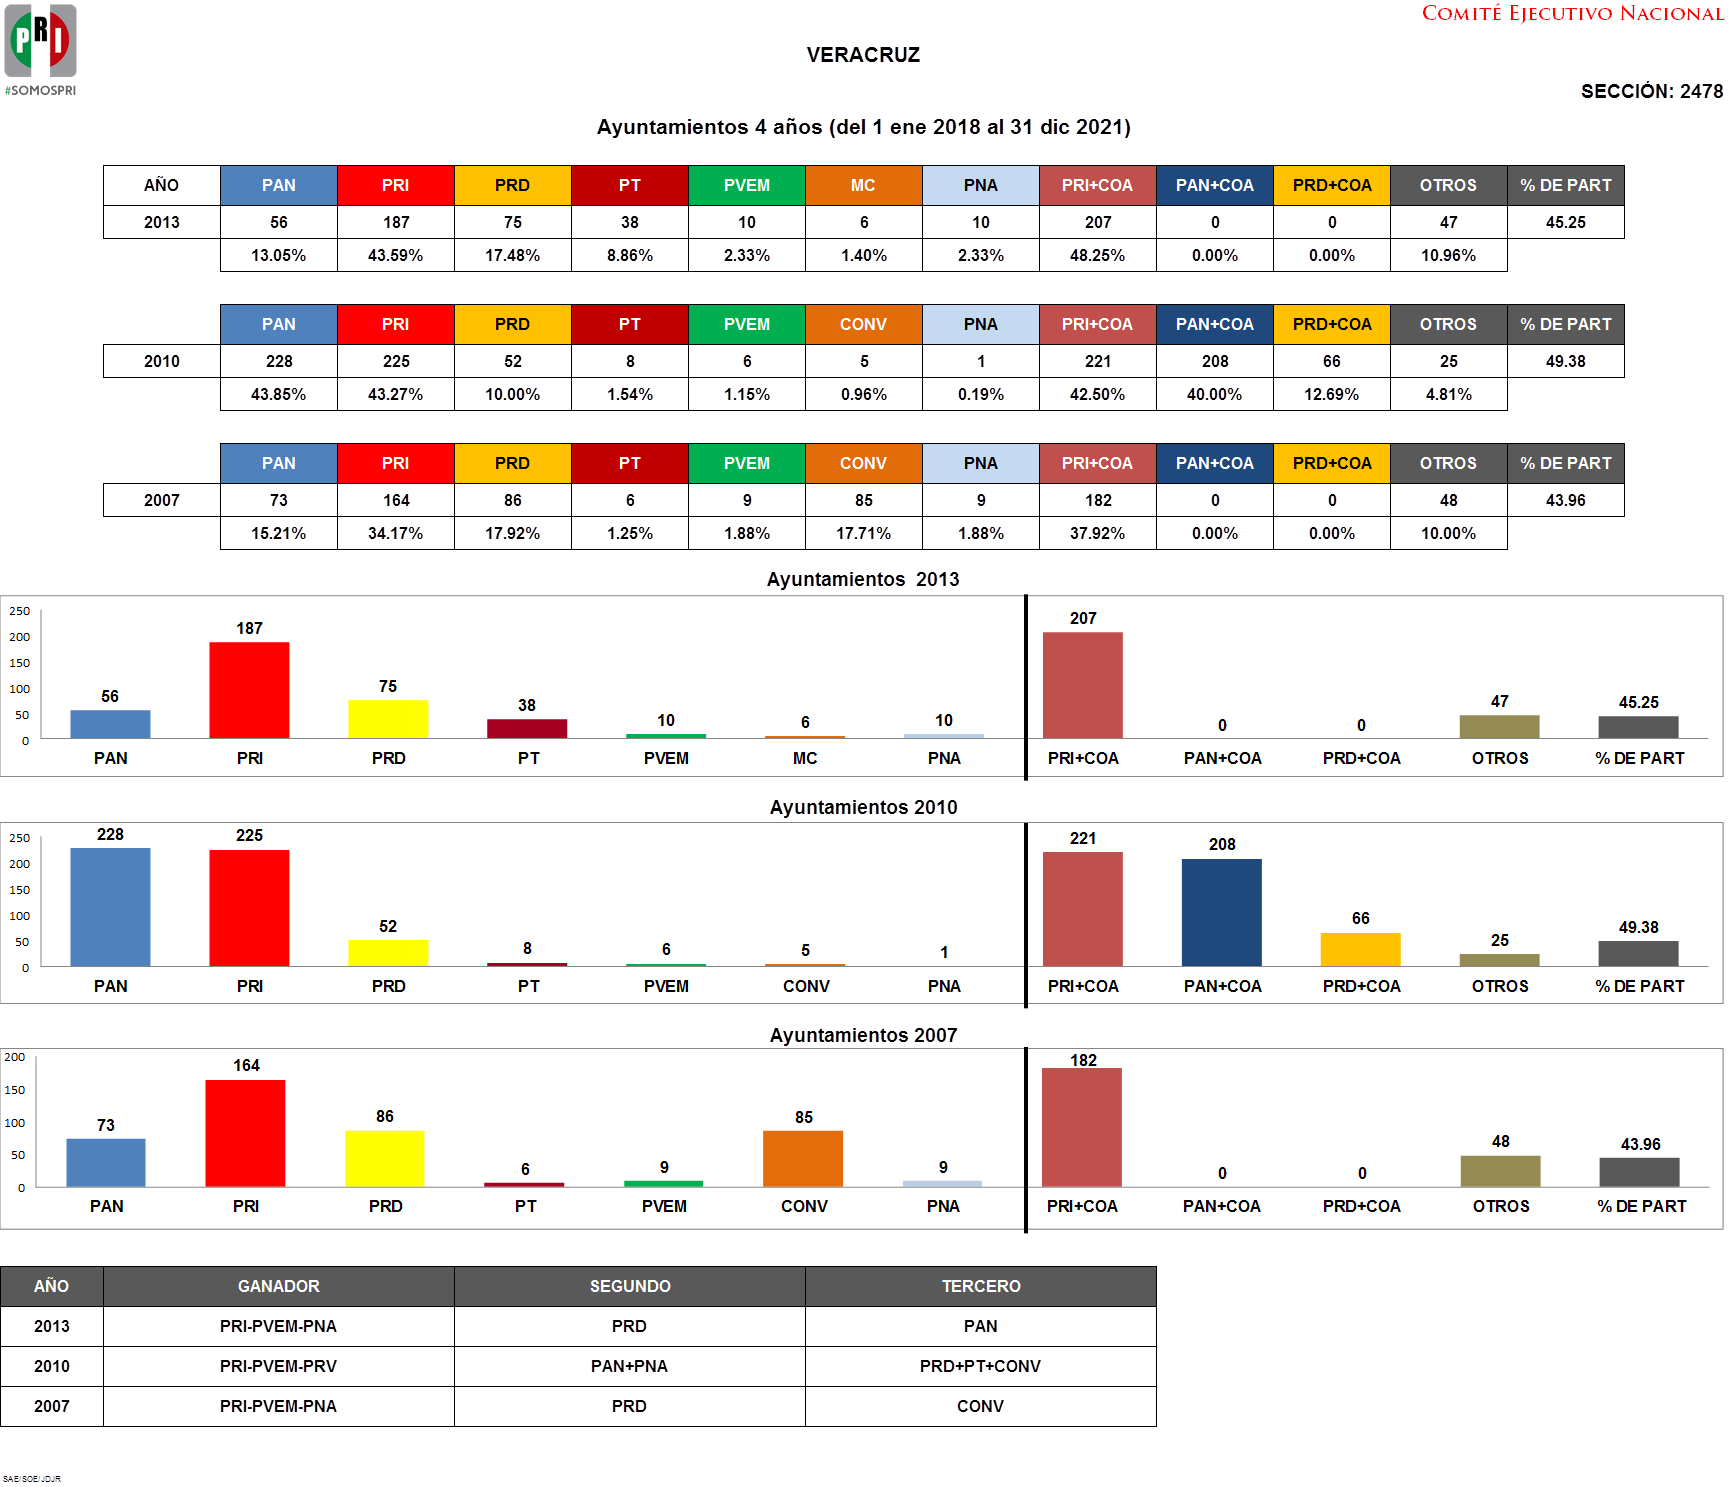 COMITÉ EJECUTIVO NACIONAL
PRI
#SOMOSPRI
VERACRUZ
SECCIÓN: 2478
Ayuntamientos 4 años (del 1 ene 2018 al 31 dic 2021)
AÑO PAN PRI PRD PT PVEM MC PNA PRI+COA PAN+COA PRD+COA OTROS % DE PART
2013 56 187 75 38 10 6 10 207 0 0 47 45.25
13.05% 43.59% 17.48% 8.86% 2.33% 1.40% 2.33% 48.25% 0.00% 0.00% 10.96%
PAN PRI PRD PT PVEM CONV PNA PRI+COA PAN+COA PRD+COA OTROS % DE PART
2010 228 225 52 8 6 5 1 221 208 66 25 49.38
43.85% 43.27% 10.00% 1.54% 1.15% 0.96% 0.19% 42.50% 40.00% 12.69% 4.81%
PAN PRI PRD PT PVEM CONV PNA PRI+COA PAN+COA PRD+COA OTROS % DE PART
2007 73 164 86 6 9 85 9 182 0 0 48 43.96
15.21% 34.17% 17.92% 1.25% 1.88% 17.71% 1.88% 37.92% 0.00% 0.00% 10.00%
Ayuntamientos 2013
250
200
150
100
50
0
56 187 75 38 10 6 10 207 0 0 47 45.25
PAN PRI PRD PT PVEM MC PNA PRI+COA PAN+COA PRD+COA OTROS % DE PART
Ayuntamientos 2010
250
200
150
100
50
0
228 225 52 8 6 5 1 221 208 66 25 49.38
PAN PRI PRD PT PVEM CONV PNA PRI+COA PAN+COA PRD+COA OTROS % DE PART
Ayuntamientos 2007
200
150
100
50
0
73 164 86 6 9 85 9 182 0 0 48 43.96
PAN PRI PRD PT PVEM CONV PNA PRI+COA PAN+COA PRD+COA OTROS % DE PART
AÑO GANADOR SEGUNDO TERCERO
2013 PRI-PVEM-PNA PRD PAN
2010 PRI-PVEM-PRV PAN+PNA PRD+PT+CONV
2007 PRI-PVEM-PNA PRD CONV
SAE/SOE/JDJR